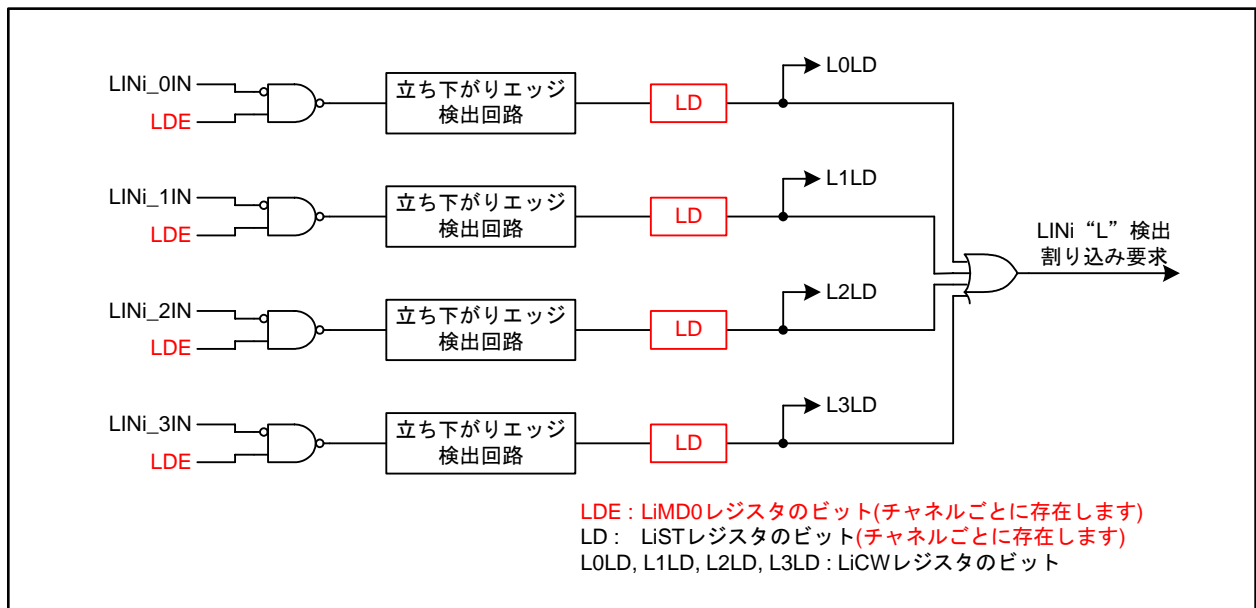 LINi_0IN
LDE
立ち下がりエッジ
検出回路
LD
L0LD
LINi_1IN
LDE
立ち下がりエッジ
検出回路
LD
L1LD
LINi “L” 検出
割り込み要求
LINi_2IN
LDE
立ち下がりエッジ
検出回路
LD
L2LD
LINi_3IN
LDE
立ち下がりエッジ
検出回路
LD
L3LD
LDE : LiMD0レジスタのビット(チャネルごとに存在します)
LD : LiSTレジスタのビット(チャネルごとに存在します)
L0LD, L1LD, L2LD, L3LD : LiCWレジスタのビット